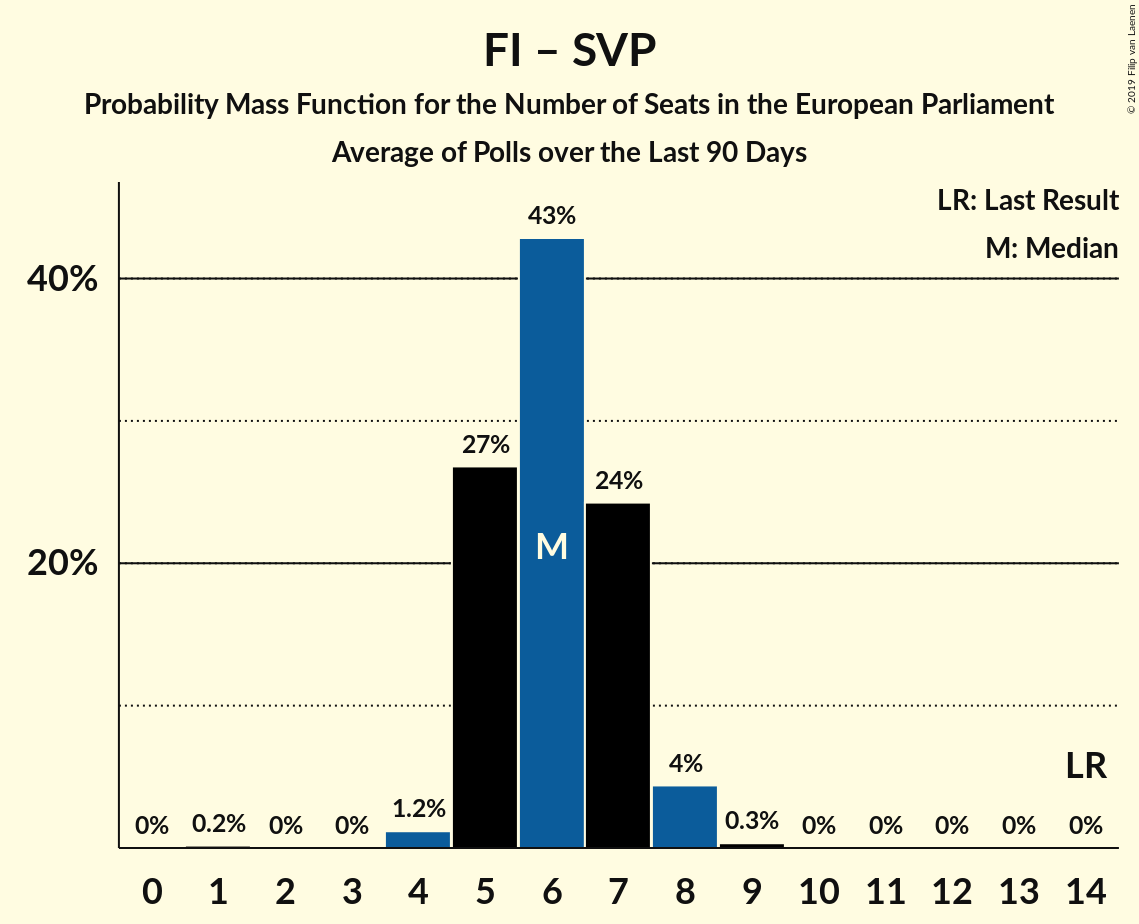 FI – SVP
Probability Mass Function for the Number of Seats in the European Parliament
Average of Polls over the Last 90 Days
© 2019 Filip van Laenen
LR: Last Result
M: Median
43%
40%
27%
24%
M
20%
4%
LR
1.2%
0% 0.2% 0% 0% 0.3% 0% 0% 0% 0% 0%
0 1 2 3 4 5 6 7 8 9 10 11 12 13 14